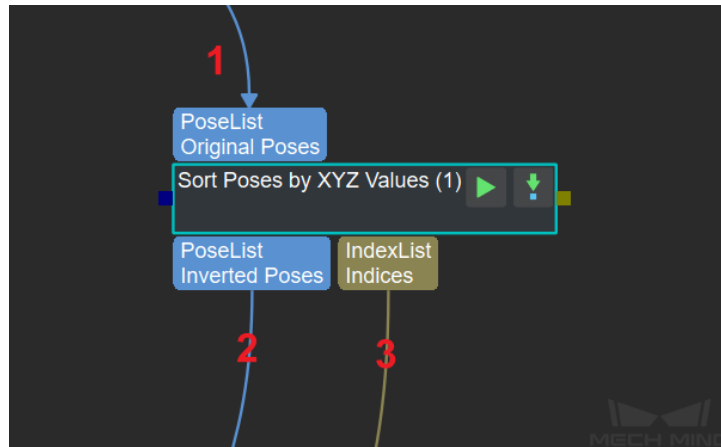 1
PoseList
Original Poses
Sort Poses by XYZ Values (1)
PoseList
Inverted Poses
IndexList
Indices
2
3
MECH MIND